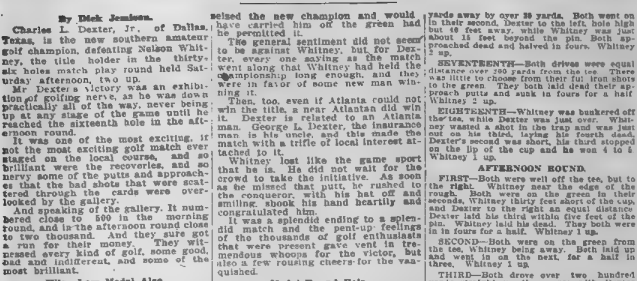 By Dick Jemison.
Charles L. Dexter, Jr., of Dallas,
Texas, is the new southern amateur
golf champion, defeating Nelson Whit-
ney, the title holder in the thirty-
six holes match play round held Sat-
urday afternoon, two up.
Mr Dexter's victory was an exhibi-
tion of golfing nerve, as he was down
practically all of the way, never being
up at any stage of the game until he
reached the sixteenth hole in the aft-
ernoon round.
It was one of the most exciting, if
not the most exciting golf match ever
staged on the local course, and so
brilliant were the recoveries, and so
nervy some of the putts and approach-
es that the bad shots that were scat-
tered through the cards were over-
looked by the gallery.
And speaking of the gallery. It num-
bered close to 500 in the morning
round, and in the afternoon round close
to two thousand. And they sure got
a run for their money. They wit-
nessed every kind of golf, some good,
bad and indifferent, and some of the
most brilliant.
seised the new champion and would
have carried him off the green had
he permitted it.
The general sentiment did not seem
to be against Whitney, but for Dex-
ter, every one saying as the match
went along that Whitney had held the
championship long enough, and they
were in favor of some new man win-
ning it.
Then, too, even if Atlanta could not
win the title, a near Atlantan did win
it. Dexter is related to an Atlanta
man. George L. Dexter, the insurance
man is his uncle, and this made the
match with a trifle of local interest at-
tached to it.
Whitney lost like the game sport
that he is. He did not wait for the
crowd to take the initiative. As soon
as he missed that putt, he rushed to
the conqueror, with his hat off and
smiling, shook his hand heartily and
congratulated him.
It was a splendid ending to a splen-
did match and the pent-up feelings
of the thousands of golf enthusiasts
that were present gave vent in tre-
mendous whoops for the victor, but
also a few rousing cheers for the van-
quished.
yards away by over 20 yards. Both went on
in their second, Dexter to the left, hole high
but 60 feet away, while Whitney was just
about 15 feet beyond the pin. Both ap-
proached dead and halved in fours. Whitney
2 up.
SEVENTEENTH—Both drives were equal
distance over 200 yards from the tee. There
was little to choose from their full iron shots
to the green. They both laid dead their ap-
proach putts and sunk in fours for a half
Whitney 2 up.
EIGHTEENTH—Whitney was bunkered off
the tee, while Dexter was just over. Whit-
ney wasted a shot in the trap and was just
out on his third, laying his fourth dead.
Dexter's second was short, his third stopped
on the lip of the cup and he won 4 to 5
Whitney 1 up.
AFTERNOON ROUND.
FIRST—Both were well off the tee, but to
the right. Whitney near the edge of the
rough. Both were on the green in their
seconds, Whitney thirty feet short of the cup,
and Dexter to the right an equal distance.
Dexter laid his third within five feet of the
pin. Whitney laid his dead. They both were
in in fours for a half. Whitney 1 up.
SECOND—Both were on the green from
the tee, Whitney being away. Both laid up
and went in on the next, for a half in
three, Whitney 1 up.
THIRD—Both drove over two hundred